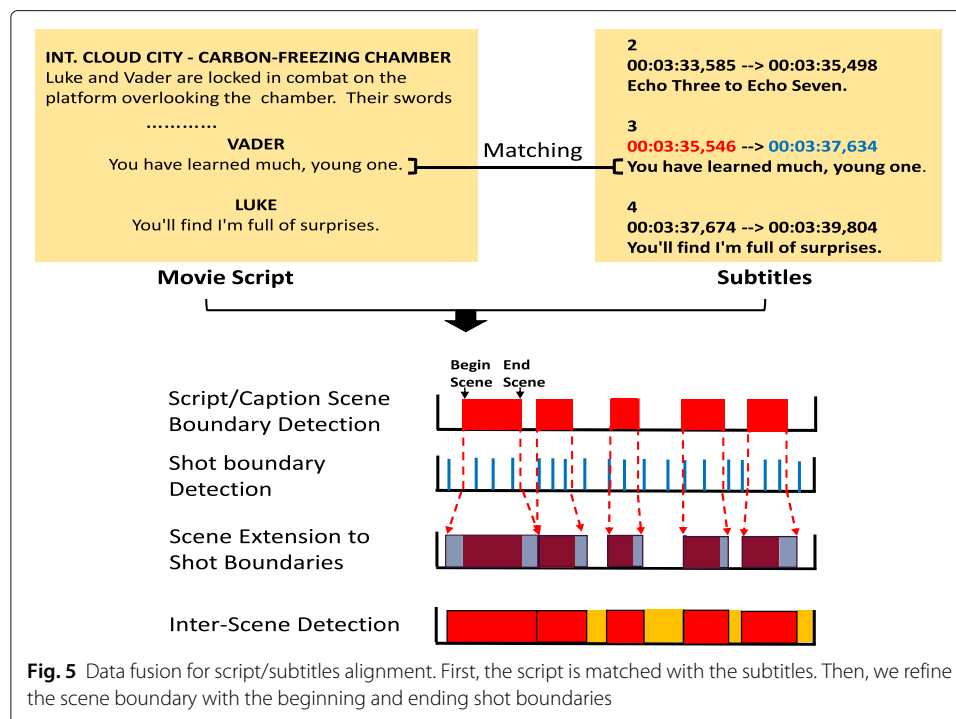 INT. CLOUD CITY - CARBON-FREEZING CHAMBER
Luke and Vader are locked in combat on the
platform overlooking the chamber. Their swords
…………
VADER
You have learned much, young one.
LUKE
You'll find I'm full of surprises.
Movie Script
Matching
2
00:03:33,585 --> 00:03:35,498
Echo Three to Echo Seven.
3
00:03:35,546 --> 00:03:37,634
You have learned much, young one.
4
00:03:37,674 --> 00:03:39,804
You'll find I'm full of surprises.
Subtitles
Begin
Scene
End
Scene
Script/Caption Scene
Boundary Detection
Shot boundary
Detection
Scene Extension to
Shot Boundaries
Inter-Scene Detection
Fig. 5 Data fusion for script/subtitles alignment. First, the script is matched with the subtitles. Then, we refine
the scene boundary with the beginning and ending shot boundaries